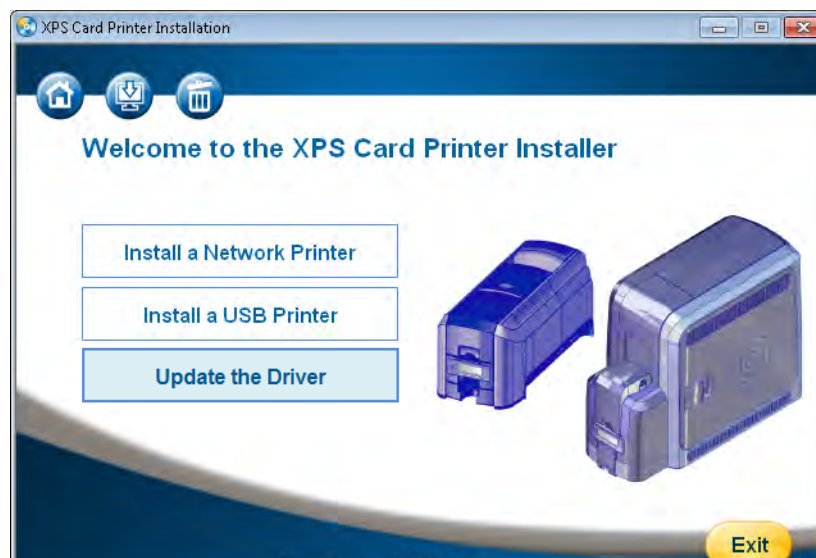 XPS Card Printer Installation
Welcome to the XPS Card Printer Installer
Install a Network Printer
Install a USB Printer
Update the Driver
Exit